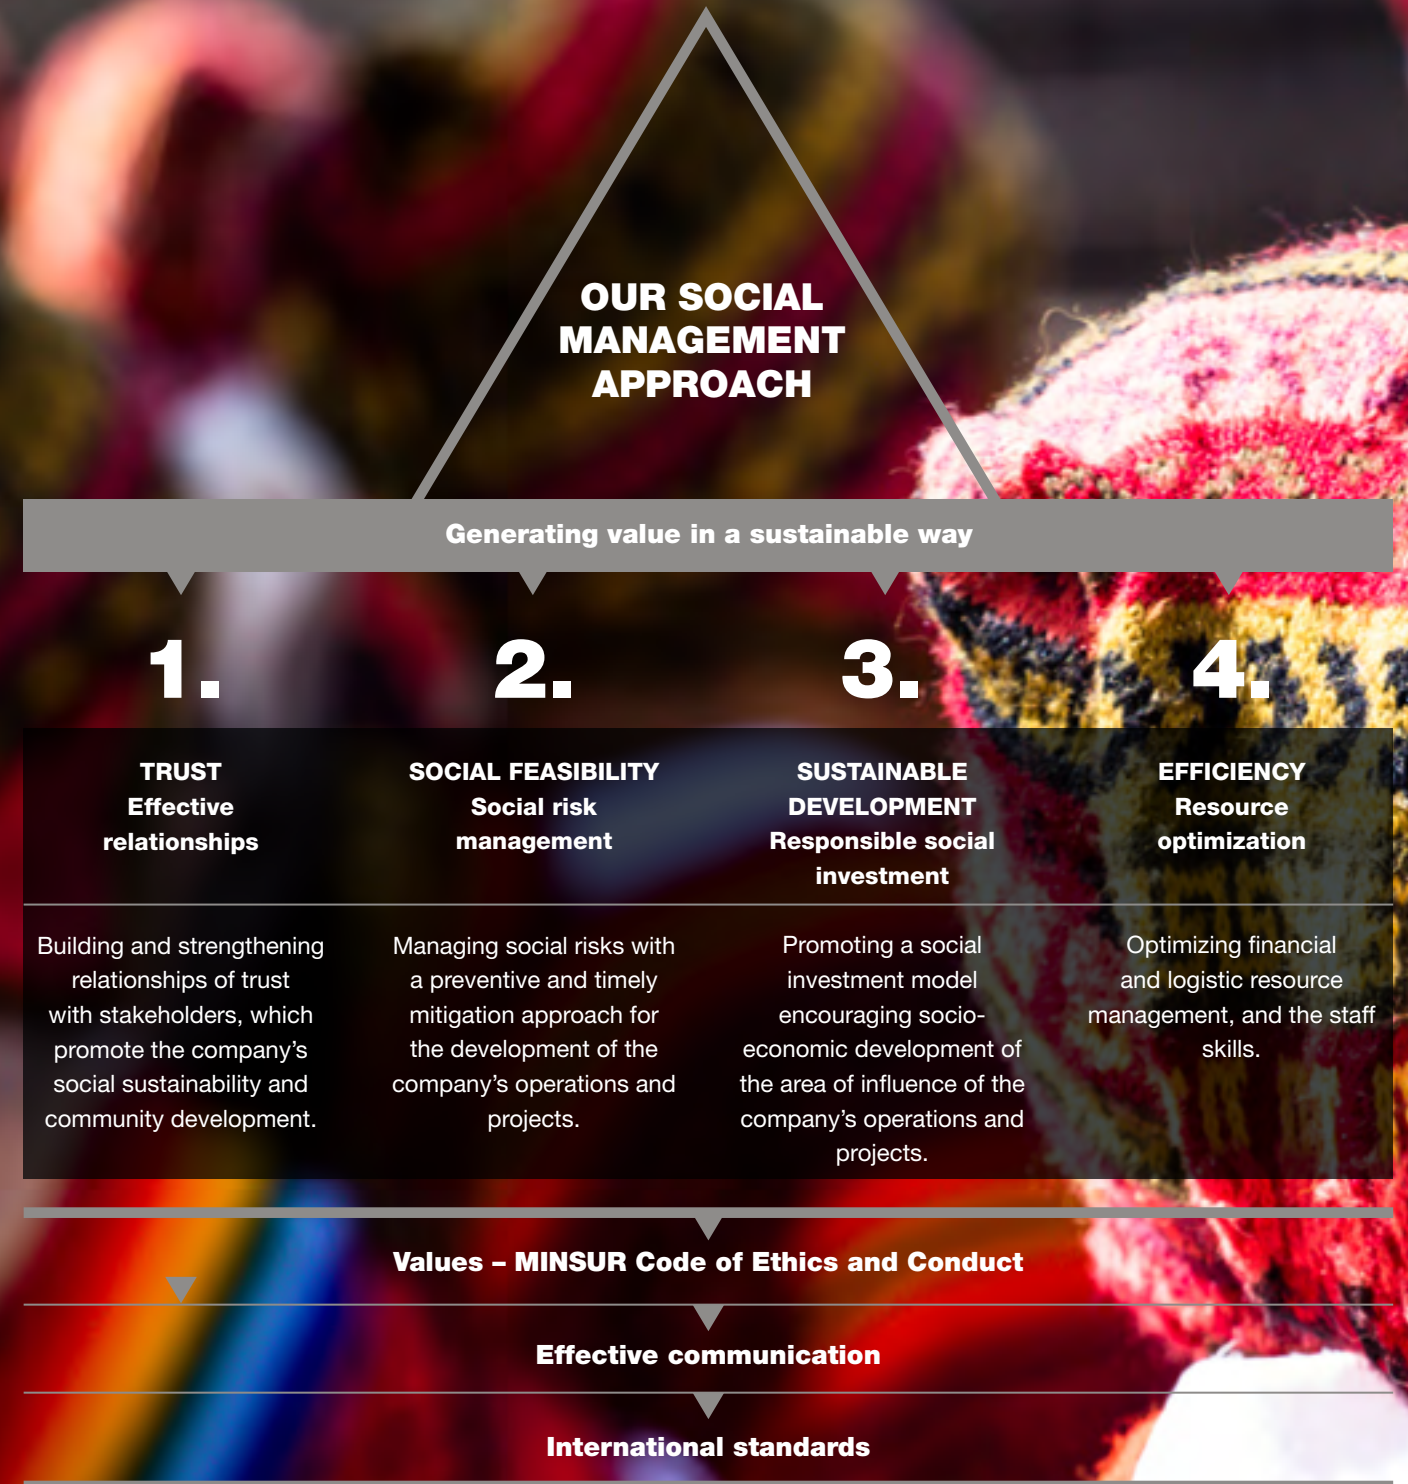 OUR SOCIAL
MANAGEMENT
APPROACH
Generating value in a sustainable way
1.
2.
3.
4.
TRUST
Effective
relationships
SOCIAL FEASIBILITY
Social risk
management
SUSTAINABLE
DEVELOPMENT
Responsible social
investment
EFFICIENCY
Resource
optimization
Building and strengthening
relationships of trust
with stakeholders, which
promote the company's
social sustainability and
community development.
Managing social risks with
a preventive and timely
mitigation approach for
the development of the
company's operations and
projects.
Promoting a social
investment model
encouraging socio-
economic development of
the area of influence of the
company's operations and
projects.
Optimizing financial
and logistic resource
management, and the staff
skills.
Values – MINSUR Code of Ethics and Conduct
Effective communication
International standards